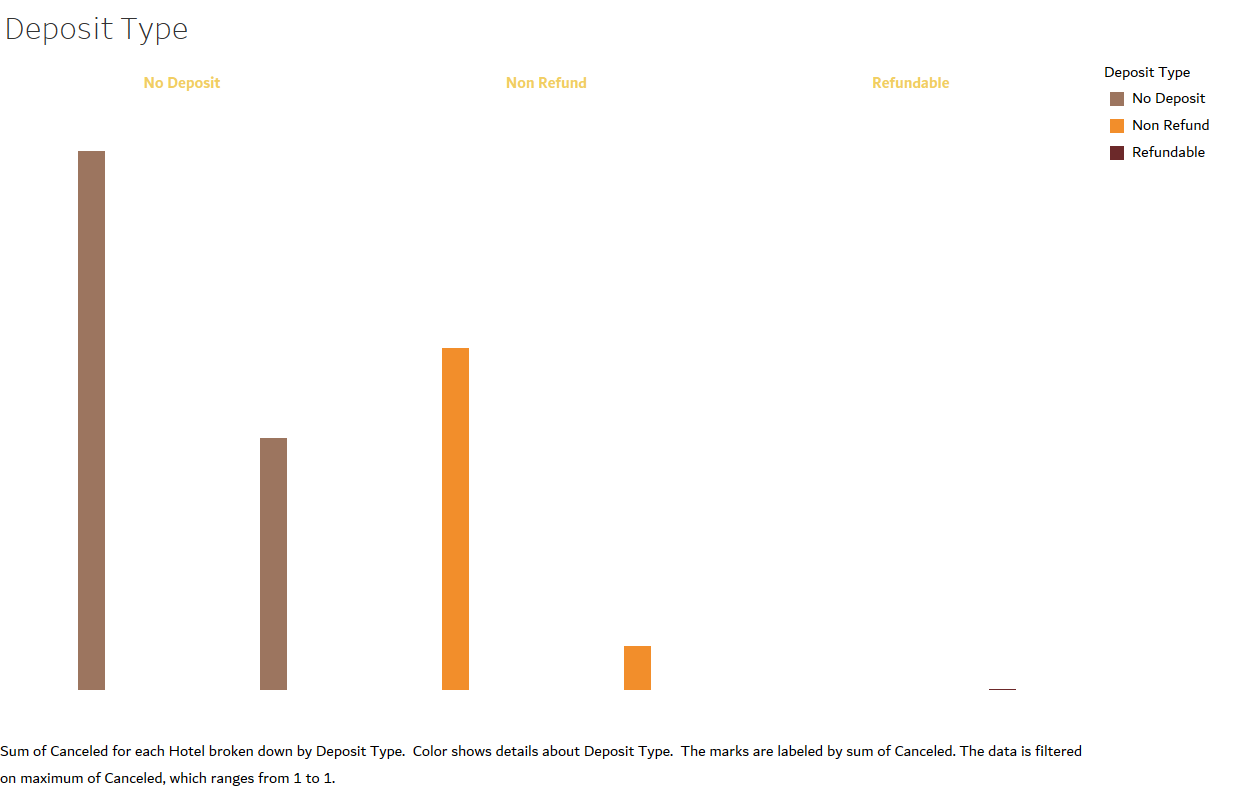 Deposit Type
No Deposit
Non Refund
Refundable
Deposit Type
No Deposit
Non Refund
Refundable
Sum of Canceled for each Hotel broken down by Deposit Type.  Color shows details about Deposit Type.  The marks are labeled by sum of Canceled. The data is filtered
on maximum of Canceled, which ranges from 1 to 1.